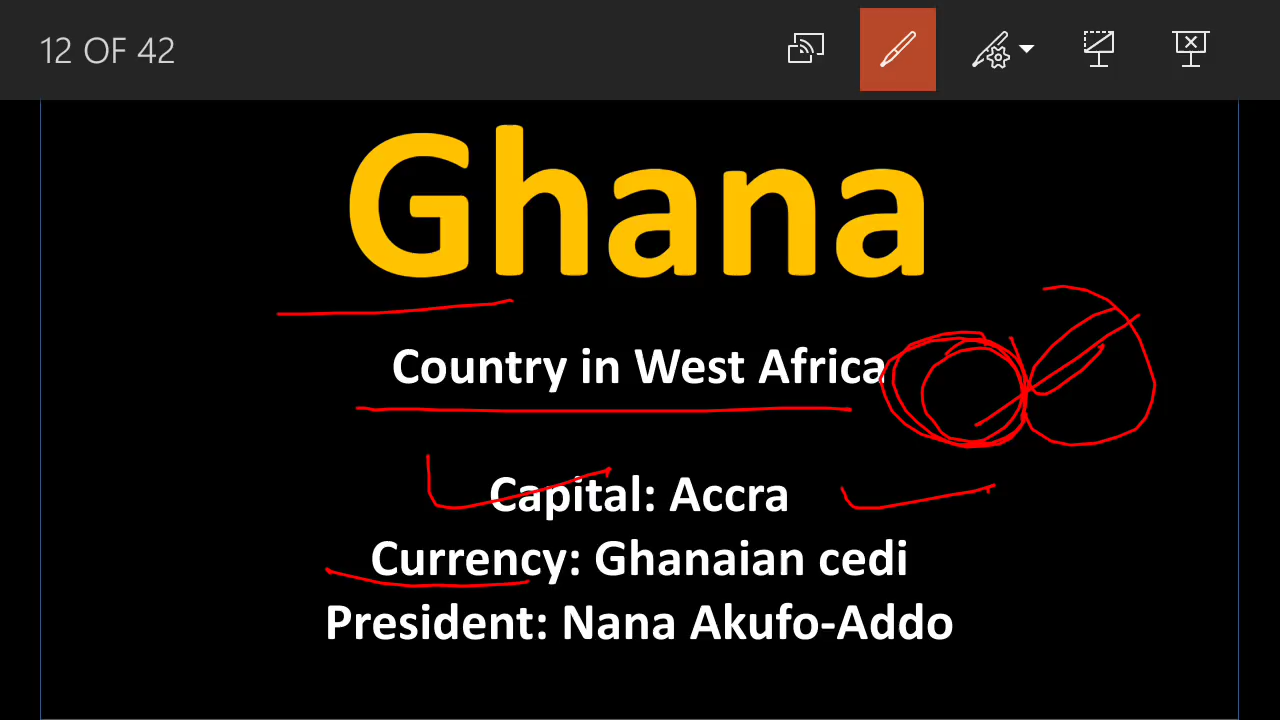 12 OF 42
Ghana
Country in West Africa
Capital: Accra
Currency: Ghanaian cedi
President: Nana Akufo-Addo